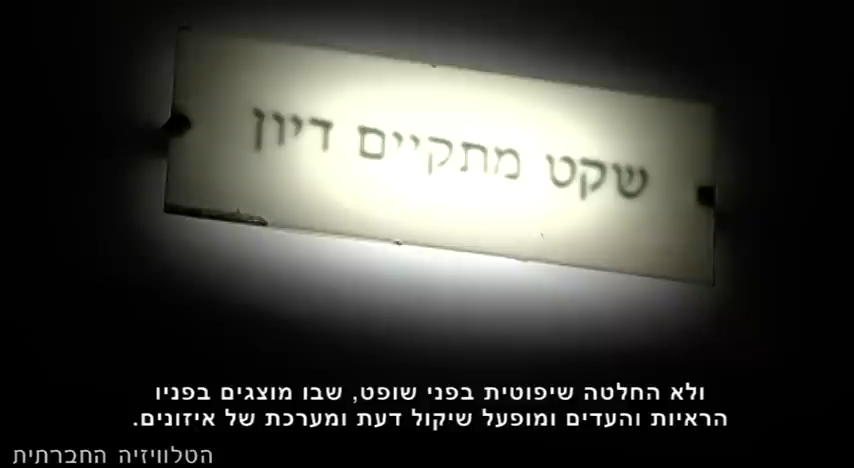 שקט מתקיים דיון
ולא החלטה שיפוטית בפני שופט, שבו מוצגים בפניו
הראיות והעדים ומופעל שיקול דעת ומערכת של איזונים.
הטלוויזיה החברתית